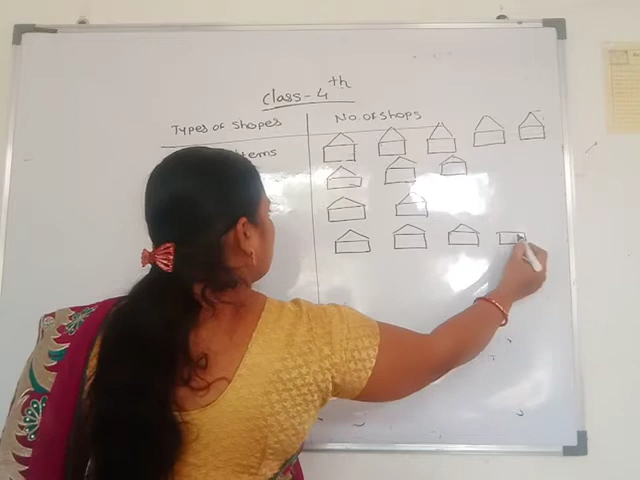 Class - 4th
Types of shopes
No. of shops
Items